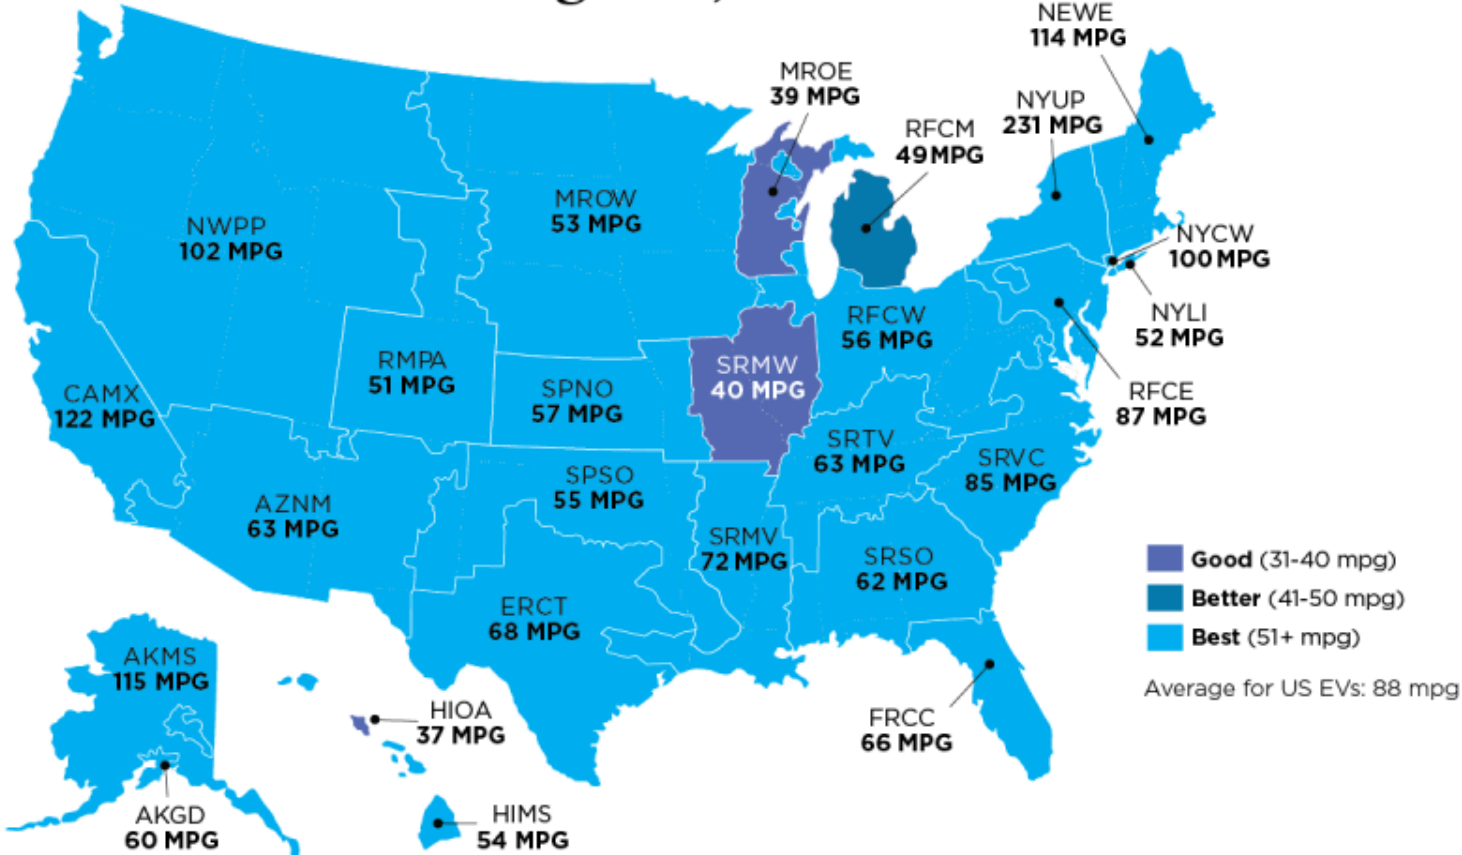 NEWE
114 MPG
MROE
39 MPG
NYUP
231 MPG
RFCM
49 MPG
MROW
53 MPG
NWPP
102 MPG
NYCW
100 MPG
NYLI
52 MPG
RFCW
56 MPG
RMPA
51 MPG
SRMW
40 MPG
SPNO
57 MPG
CAMX
122 MPG
RFCE
87 MPG
SRTV
63 MPG
SRVC
85 MPG
SPSO
55 MPG
AZNM
63 MPG
SRMV
72 MPG
SRSO
62 MPG
ERCT
68 MPG
Good (31-40 mpg)
Better (41-50 mpg)
Best (51+ mpg)
Average for US EVs: 88 mpg
AKMS
115 MPG
HIOA
37 MPG
FRCC
66 MPG
AKGD
60 MPG
HIMS
54 MPG